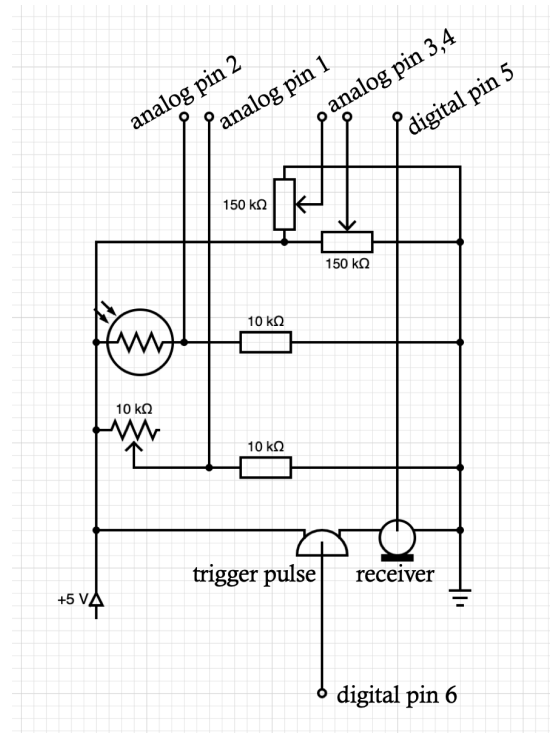 analog pin 2
analog pin 1
analog pin 3,4
digital pin 5
150 kΩ
150 kΩ
10 kΩ
10 kΩ
10 kΩ
trigger pulse
receiver
+5 V
digital pin 6